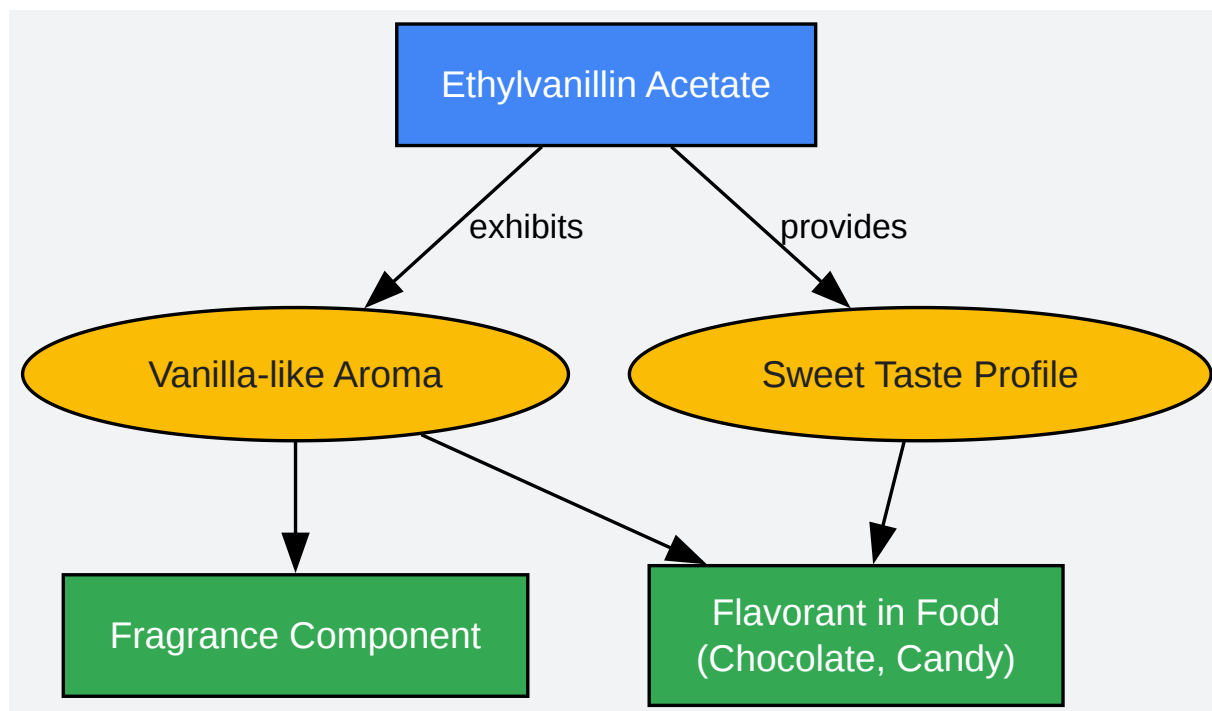 Ethylvanillin Acetate
exhibits
provides
Vanilla-like Aroma
Sweet Taste Profile
Fragrance Component
Flavorant in Food
(Chocolate, Candy)